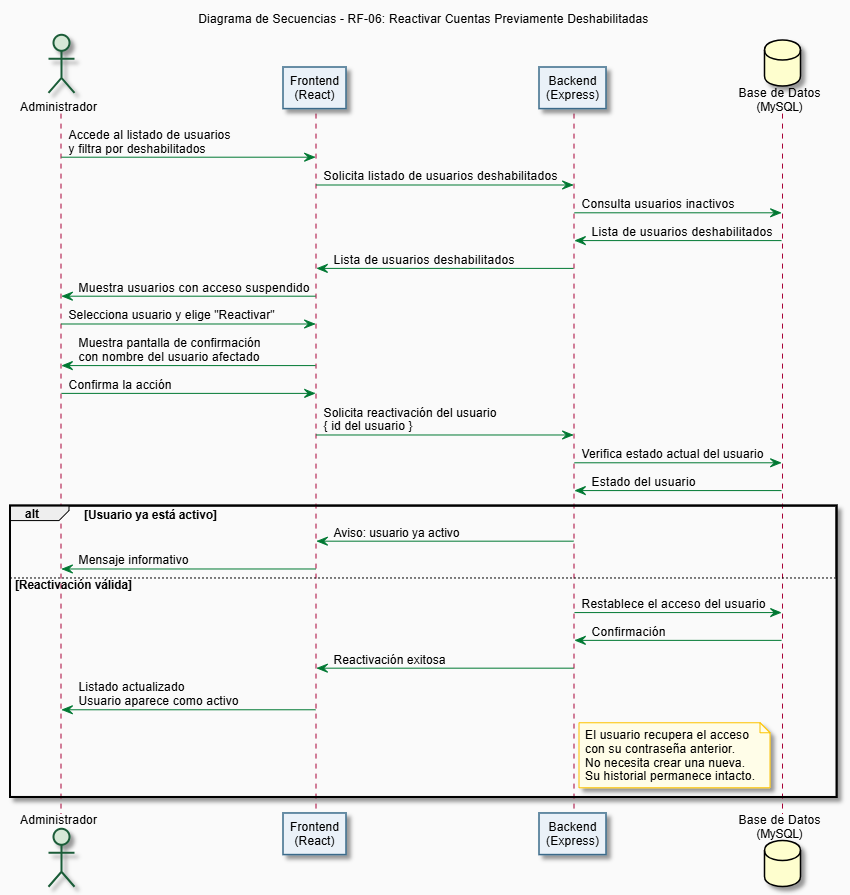 Diagrama de Secuencias - RF-06: Reactivar Cuentas Previamente Deshabilitadas
Administrador
Frontend
(React)
Backend
(Express)
Base de Datos
(MySQL)
Accede al listado de usuarios
y filtra por deshabilitados
Solicita listado de usuarios deshabilitados
Consulta usuarios inactivos
Lista de usuarios deshabilitados
Lista de usuarios deshabilitados
Muestra usuarios con acceso suspendido
Selecciona usuario y elige "Reactivar"
Muestra pantalla de confirmación
con nombre del usuario afectado
Confirma la acción
Solicita reactivación del usuario
{ id del usuario }
Verifica estado actual del usuario
Estado del usuario
alt
[Usuario ya está activo]
Aviso: usuario ya activo
Mensaje informativo
[Reactivación válida]
Restablece el acceso del usuario
Confirmación
Reactivación exitosa
Listado actualizado
Usuario aparece como activo
El usuario recupera el acceso
con su contraseña anterior.
No necesita crear una nueva.
Su historial permanece intacto.
Administrador
Frontend
(React)
Backend
(Express)
Base de Datos
(MySQL)